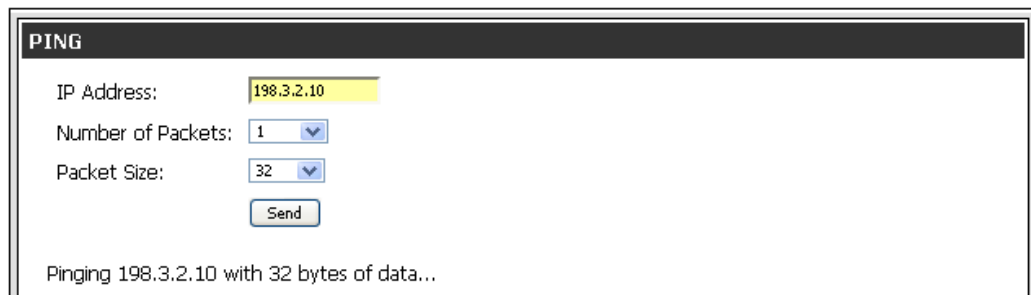 PING
IP Address: 198.3.2.10
Number of Packets: 1
Packet Size: 32
Send
Pinging 198.3.2.10 with 32 bytes of data...